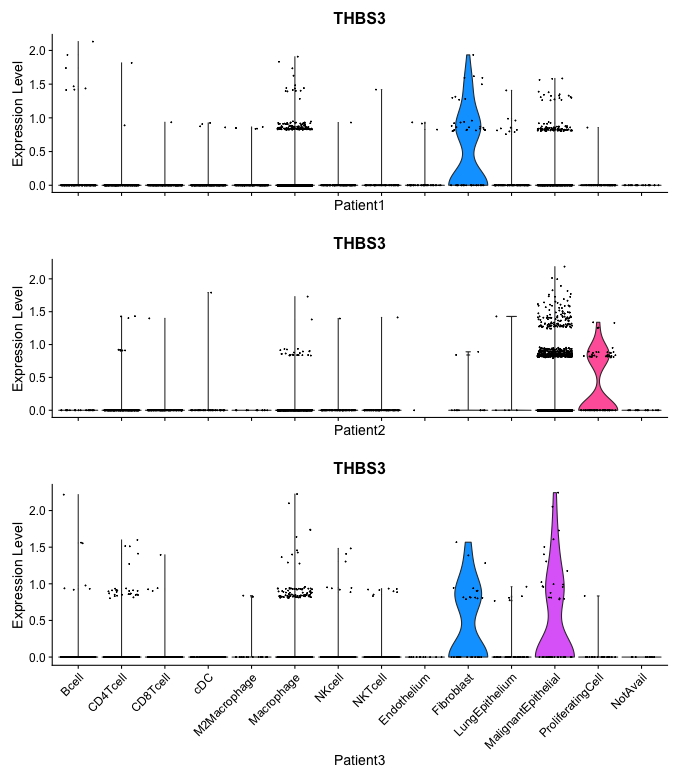 THBS3
Expression Level
2.0
1.5
1.0
0.5
0.0
Patient1
THBS3
Expression Level
2.0
1.5
1.0
0.5
0.0
Patient2
THBS3
Expression Level
2.0
1.5
1.0
0.5
0.0
Bcell
CD4Tcell
CD8Tcell
cDC
M2Macrophage
Macrophage
NKcell
NKTcell
Endothelium
Fibroblast
LungEpithelium
MalignantEpithelial
ProliferatingCell
NotAvail
Patient3